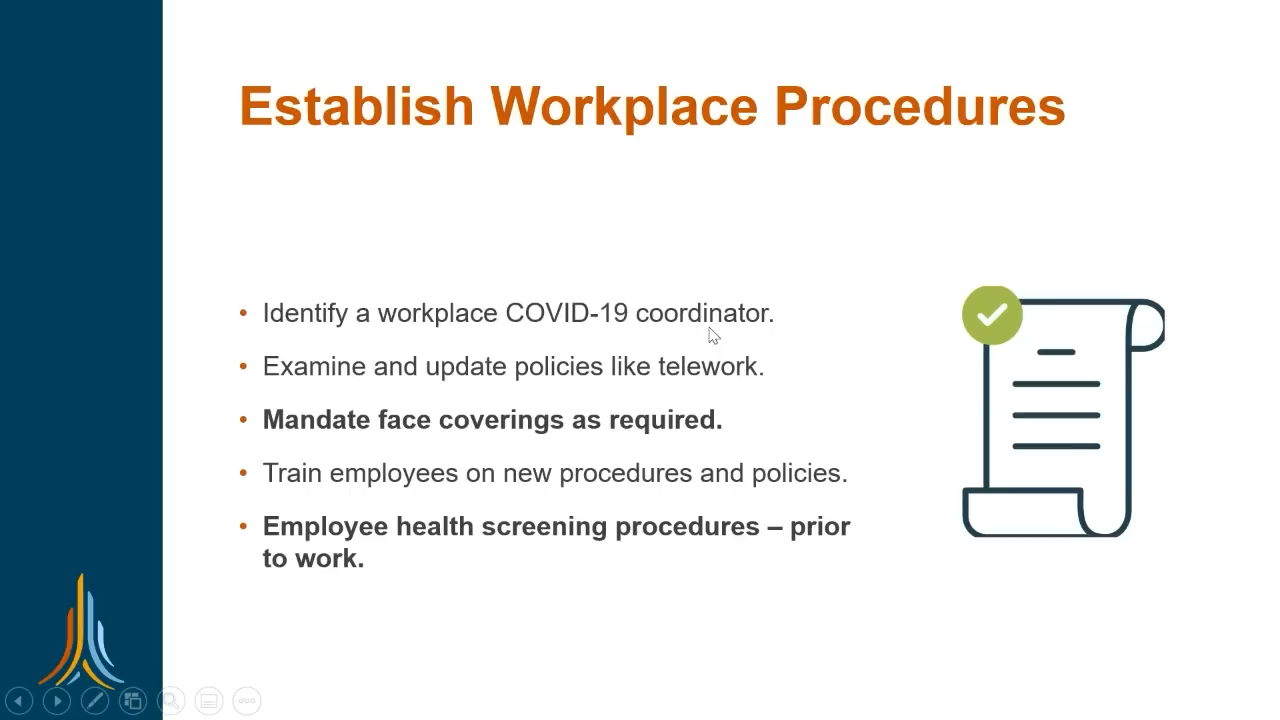 Establish Workplace Procedures
• Identify a workplace COVID-19 coordinator.
• Examine and update policies like telework.
• Mandate face coverings as required.
• Train employees on new procedures and policies.
• Employee health screening procedures – prior
to work.